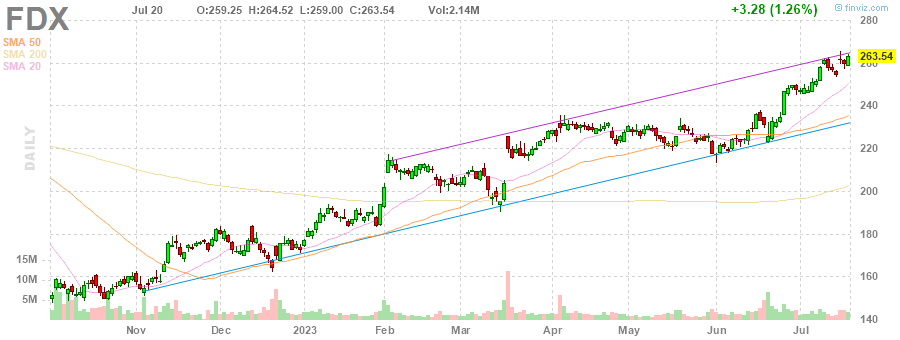 FDX Jul 20 O:259.25 H:264.52 L:259.00 C:263.54 Vol:2.14M +3.28 (1.26%) © finviz.com
SMA 50
SMA 200
SMA 20
DAILY
280
260
263.54
240
220
200
180
160
140
15M
10M
5M
Nov Dec 2023 Feb Mar Apr May Jun Jul